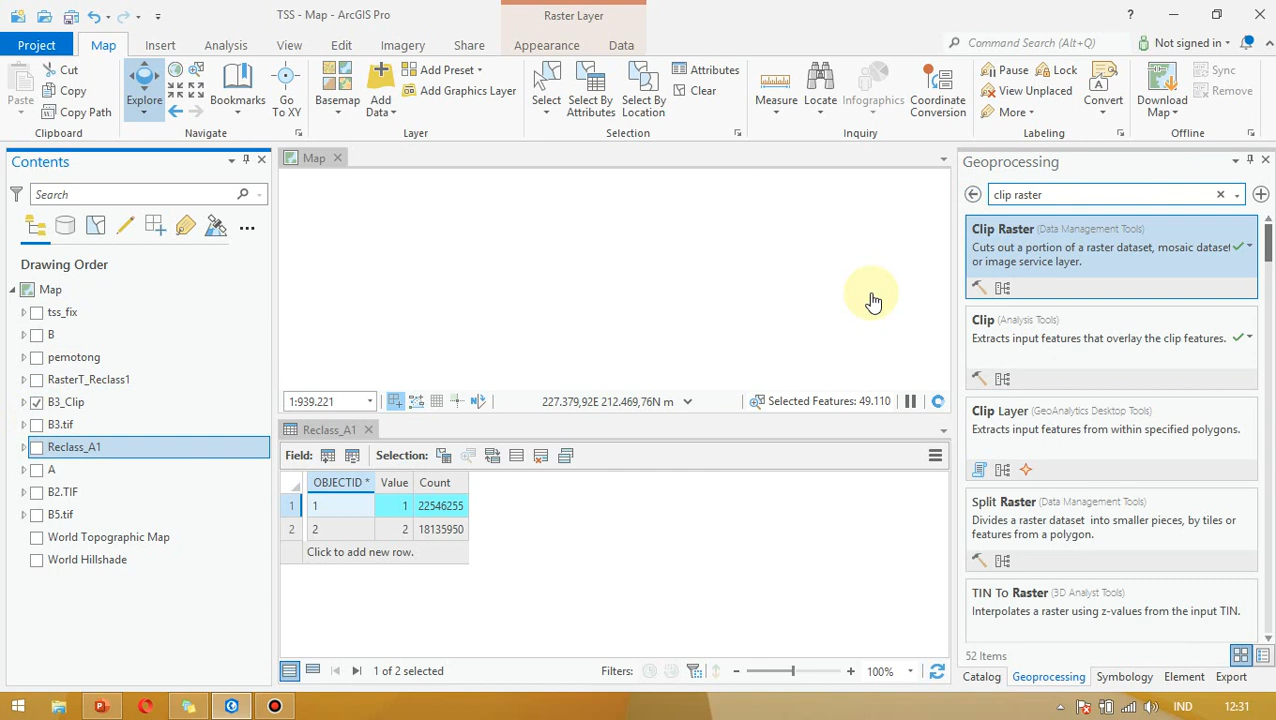 TSS - Map - ArcGIS Pro
Raster Layer
Project Map Insert Analysis View Edit Imagery Share Appearance Data
Command Search (Alt+Q)
Not signed in
Paste
Cut
Copy
Copy Path
Clipboard
Explore
Bookmarks
Go
To XY
Navigate
Basemap
Add
Data
Add Preset
Add Graphics Layer
Layer
Select
Select By
Attributes
Select By
Location
Attributes
Clear
Selection
Measure
Locate
Infographics
Coordinate
Conversion
Inquiry
Pause
Lock
View Unplaced
More
Convert
Labeling
Download
Map
Sync
Remove
Offline
Contents
Search
Drawing Order
Map
tss_fix
B
pemotong
RasterT_Reclass1
B3_Clip
B3.tif
Reclass_A1
A
B2.TIF
B5.tif
World Topographic Map
World Hillshade
Map
1:939.221
227.379,92E 212.469,76N m
Selected Features: 49.110
Reclass_A1
Field:
Selection:
OBJECTID * Value Count
1 1 1 22546255
2 2 2 18135950
Click to add new row.
1 of 2 selected
Filters:
100%
Geoprocessing
clip raster
Clip Raster (Data Management Tools)
Cuts out a portion of a raster dataset, mosaic dataset
or image service layer.
Clip (Analysis Tools)
Extracts input features that overlay the clip features.
Clip Layer (GeoAnalytics Desktop Tools)
Extracts input features from within specified polygons.
Split Raster (Data Management Tools)
Divides a raster dataset into smaller pieces, by tiles or
features from a polygon.
TIN To Raster (3D Analyst Tools)
Interpolates a raster using z-values from the input TIN.
52 Items
Catalog Geoprocessing Symbology Element Export
IND
12:31